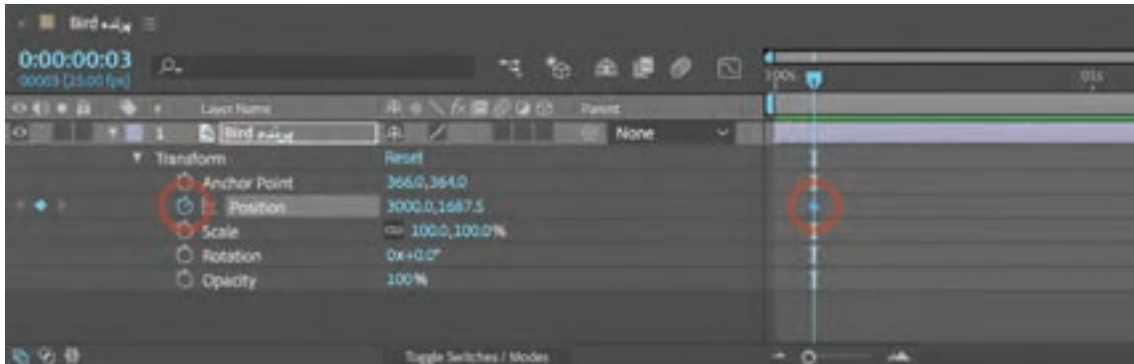 Bird پرنده
0:00:00:03
00003 (25.00 fps)
:00s 01s
# Layer Name Parent
1 Bird پرنده None
Transform Reset
Anchor Point 366.0,364.0
Position 3000.0,1687.5
Scale 100.0,100.0%
Rotation 0x+0.0°
Opacity 100%
Toggle Switches / Modes